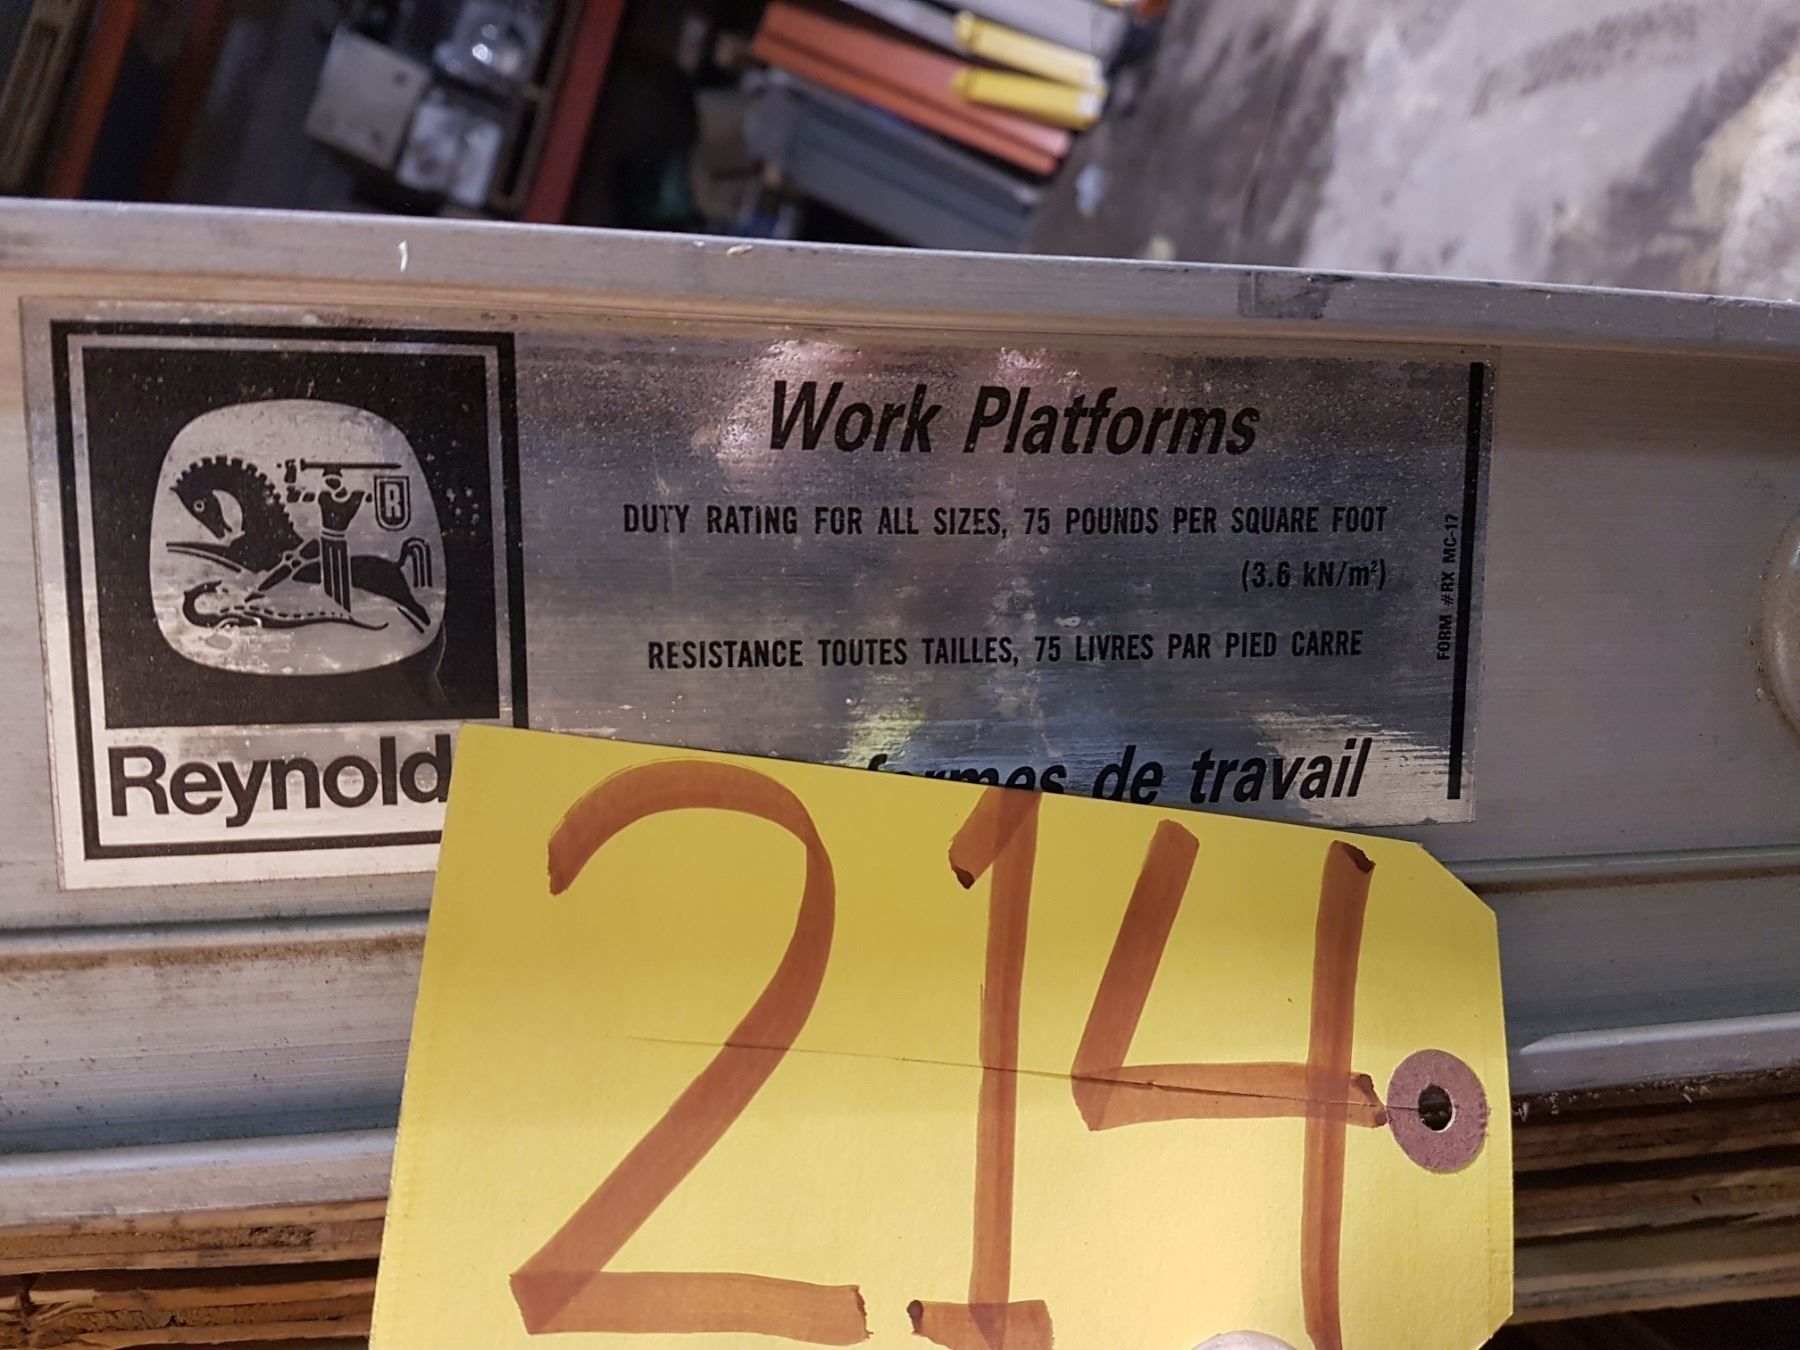 Work Platforms
DUTY RATING FOR ALL SIZES, 75 POUNDS PER SQUARE FOOT
(3.6 kN/m²)
RESISTANCE TOUTES TAILLES, 75 LIVRES PAR PIED CARRE
formes de travail
FORM #RX MC-17
R
Reynold
214